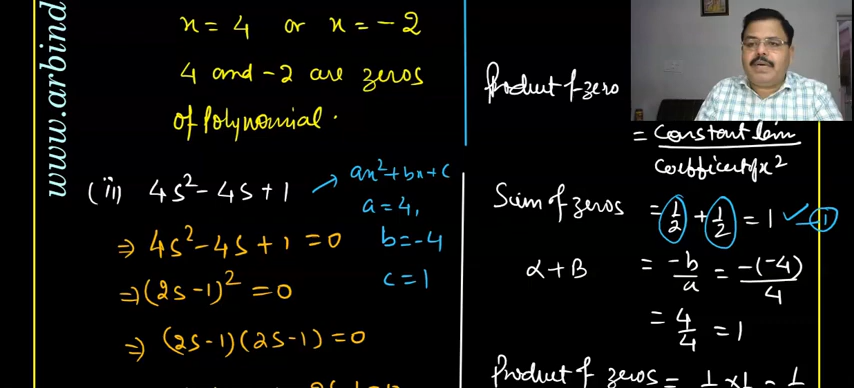 www.arbind
x = 4 or x = -2
4 and -2 are zeros
of Polynomial.
(ii) 4s² - 4s + 1 → ax² + bx + c
a = 4,
⇒ 4s² - 4s + 1 = 0
b = -4
⇒ (2s - 1)² = 0
c = 1
⇒ (2s - 1)(2s - 1) = 0
Product of zero
= Constant term
Coefficient of x²
Sum of zeros = 1/2 + 1/2 = 1 ✓ ①
α + β = -b/a = -(-4)/4
= 4/4 = 1
Product of zeros =